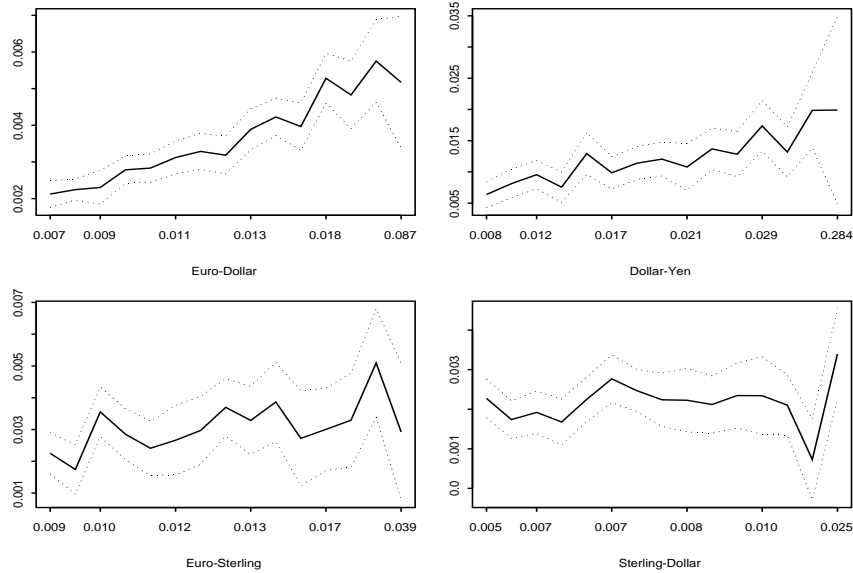 0.002 0.004 0.006
0.007 0.009 0.011 0.013 0.018 0.087
Euro-Dollar
0.005 0.015 0.025 0.035
0.008 0.012 0.017 0.021 0.029 0.284
Dollar-Yen
0.001 0.003 0.005 0.007
0.009 0.010 0.012 0.013 0.017 0.039
Euro-Sterling
0.0 0.001 0.003
0.005 0.007 0.007 0.008 0.010 0.025
Sterling-Dollar